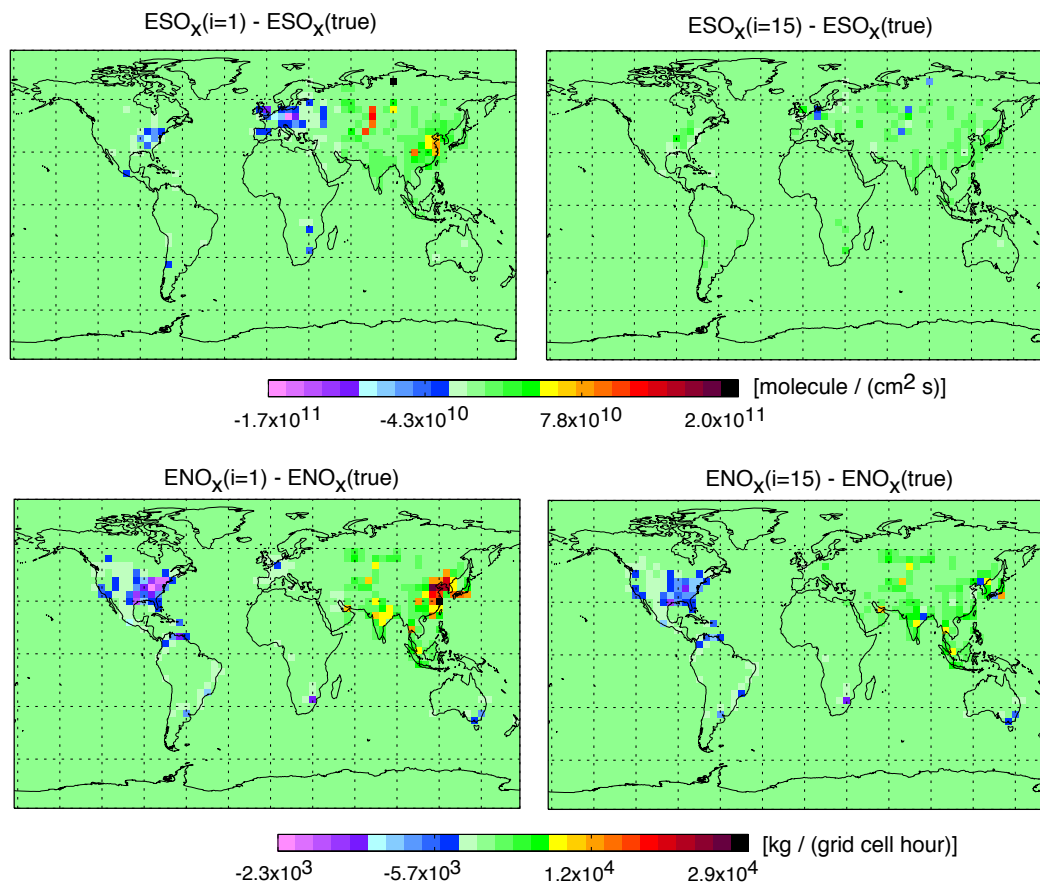 ESOx(i=1) - ESOx(true)
ESOx(i=15) - ESOx(true)
[molecule / (cm² s)]
-1.7x10¹¹ -4.3x10¹⁰ 7.8x10¹⁰ 2.0x10¹¹
ENOx(i=1) - ENOx(true)
ENOx(i=15) - ENOx(true)
[kg / (grid cell hour)]
-2.3x10³ -5.7x10³ 1.2x10⁴ 2.9x10⁴